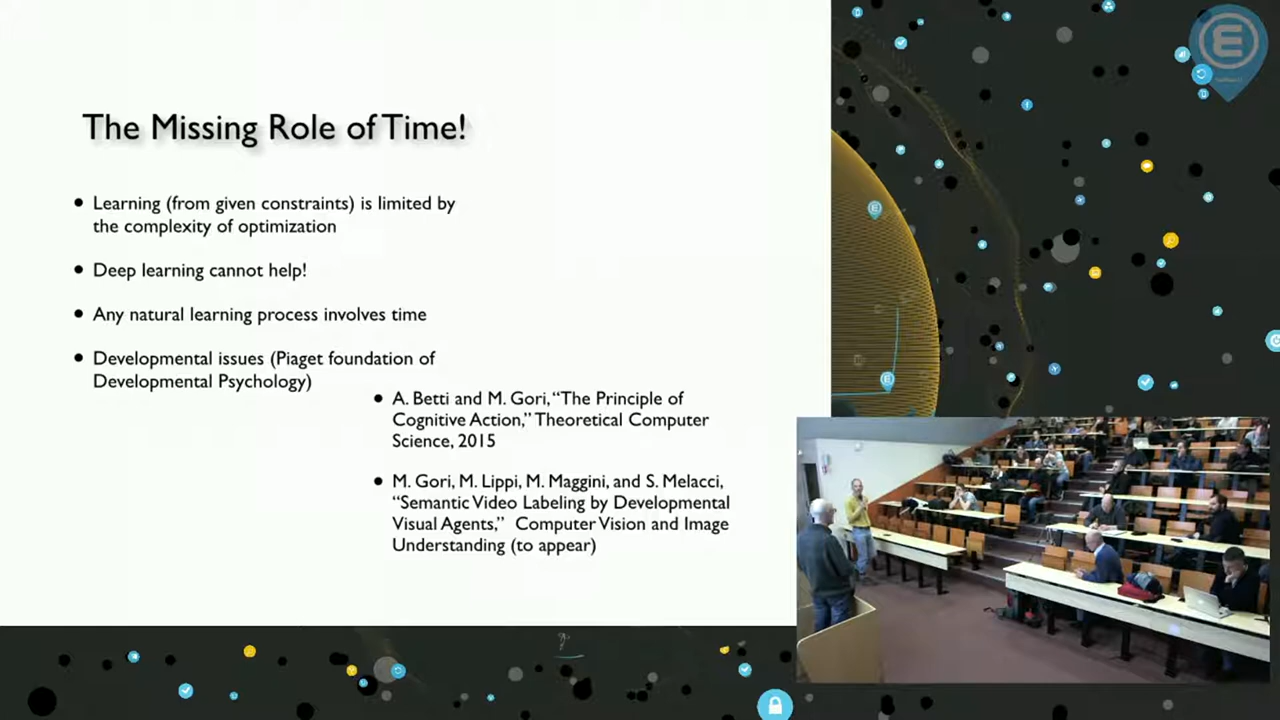 The Missing Role of Time!
• Learning (from given constraints) is limited by
the complexity of optimization
• Deep learning cannot help!
• Any natural learning process involves time
• Developmental issues (Piaget foundation of
Developmental Psychology)
• A. Betti and M. Gori, “The Principle of
Cognitive Action,” Theoretical Computer
Science, 2015
• M. Gori, M. Lippi, M. Maggini, and S. Melacci,
“Semantic Video Labeling by Developmental
Visual Agents,” Computer Vision and Image
Understanding (to appear)